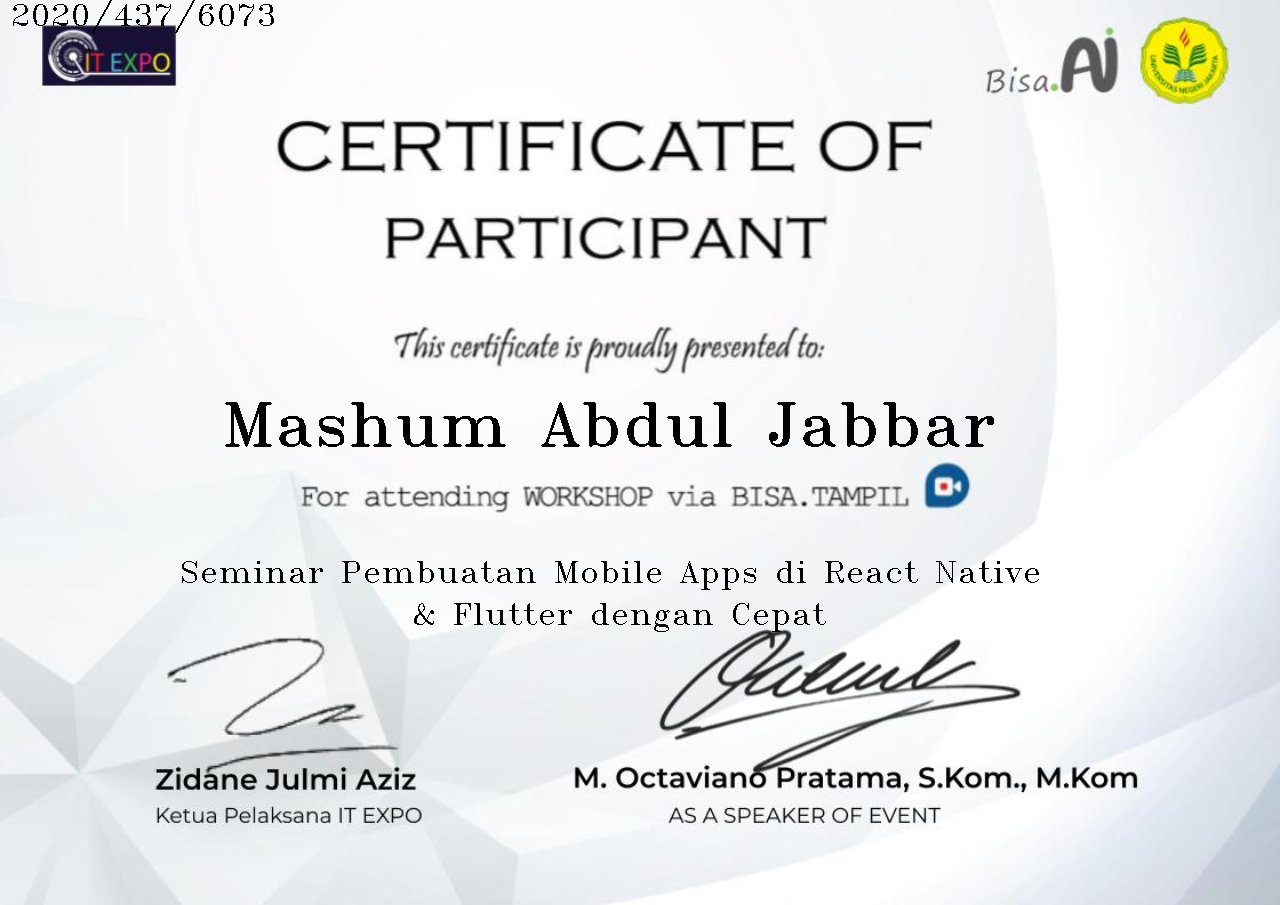 2020/437/6073
IT EXPO
Bisa.Ai
UNIVERSITAS NEGERI JAKARTA
CERTIFICATE OF
PARTICIPANT
This certificate is proudly presented to:
Mashum Abdul Jabbar
For attending WORKSHOP via BISA.TAMPIL
Seminar Pembuatan Mobile Apps di React Native
& Flutter dengan Cepat
Zidane Julmi Aziz
Ketua Pelaksana IT EXPO
M. Octaviano Pratama, S.Kom., M.Kom
AS A SPEAKER OF EVENT